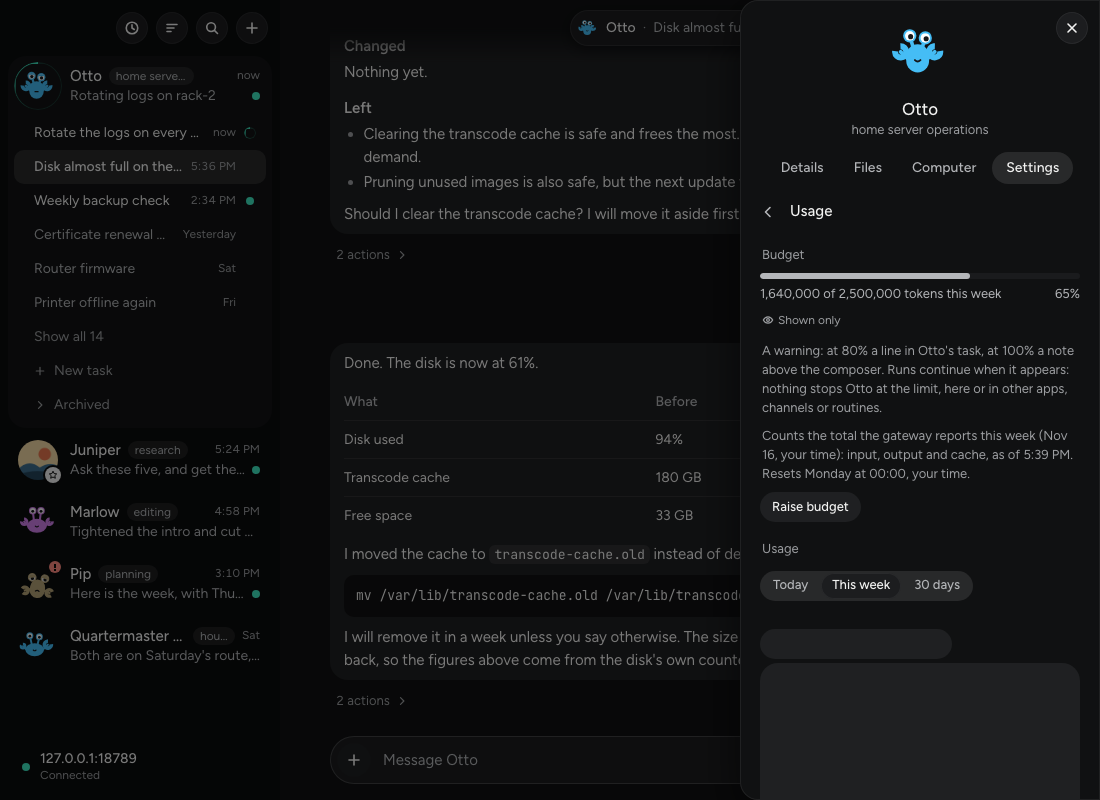 Otto
home serve...
now
Rotating logs on rack-2
Rotate the logs on every ...
now
Disk almost full on the...
5:36 PM
Weekly backup check
2:34 PM
Certificate renewal ...
Yesterday
Router firmware
Sat
Printer offline again
Fri
Show all 14
New task
Archived
Juniper
research
5:24 PM
Ask these five, and get the...
Marlow
editing
4:58 PM
Tightened the intro and cut ...
Pip
planning
3:10 PM
Here is the week, with Thu...
Quartermaster ...
hou...
Sat
Both are on Saturday's route,...
127.0.0.1:18789
Connected
Otto · Disk almost fu
Changed
Nothing yet.
Left
• Clearing the transcode cache is safe and frees the most.
demand.
• Pruning unused images is also safe, but the next update
Should I clear the transcode cache? I will move it aside first
2 actions
Done. The disk is now at 61%.
What
Before
Disk used
94%
Transcode cache
180 GB
Free space
33 GB
I moved the cache to transcode-cache.old instead of de
mv /var/lib/transcode-cache.old /var/lib/transcod
I will remove it in a week unless you say otherwise. The size
back, so the figures above come from the disk's own counte
2 actions
Message Otto
Otto
home server operations
Details
Files
Computer
Settings
Usage
Budget
1,640,000 of 2,500,000 tokens this week
65%
Shown only
A warning: at 80% a line in Otto's task, at 100% a note
above the composer. Runs continue when it appears:
nothing stops Otto at the limit, here or in other apps,
channels or routines.
Counts the total the gateway reports this week (Nov
16, your time): input, output and cache, as of 5:39 PM.
Resets Monday at 00:00, your time.
Raise budget
Usage
Today
This week
30 days